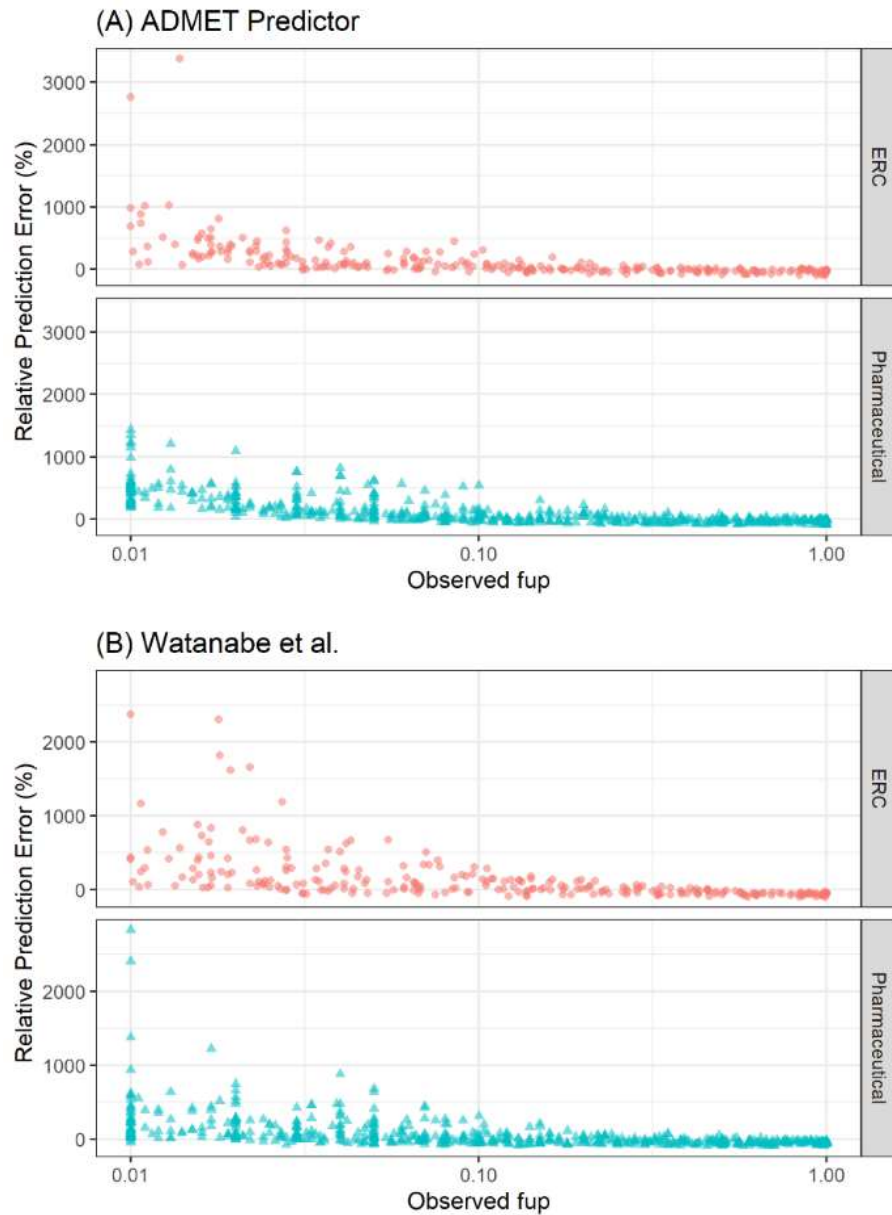 (A) ADMET Predictor
Relative Prediction Error (%)
3000
2000
1000
0
ERC
3000
2000
1000
0
Pharmaceutical
0.01
0.10
1.00
Observed fup
(B) Watanabe et al.
Relative Prediction Error (%)
2000
1000
0
ERC
2000
1000
0
Pharmaceutical
0.01
0.10
1.00
Observed fup